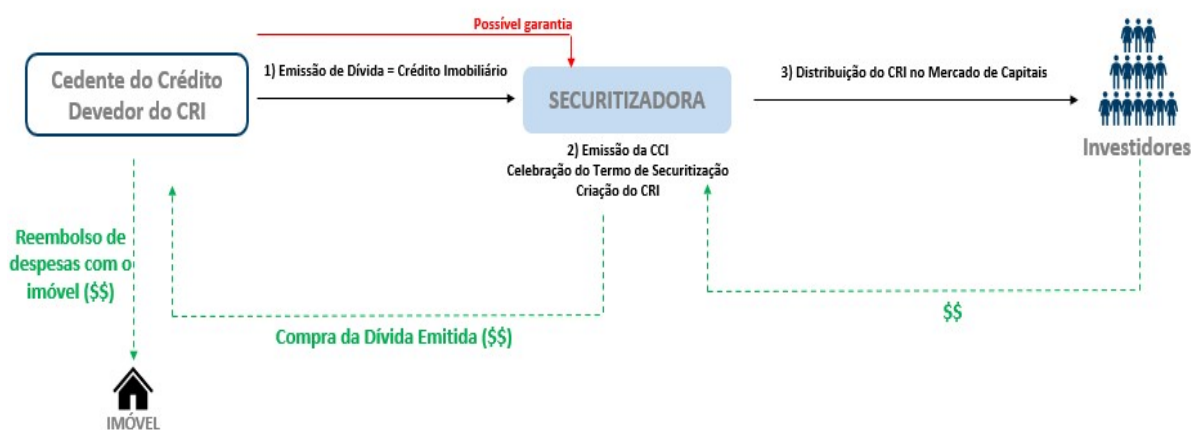 Possível garantia
Cedente do Crédito
Devedor do CRI
1) Emissão de Dívida = Crédito Imobiliário
SECURITIZADORA
3) Distribuição do CRI no Mercado de Capitais
Investidores
2) Emissão da CCI
Celebração do Termo de Securitização
Criação do CRI
Reembolso de
despesas com o
imóvel ($$)
Compra da Dívida Emitida ($$)
$$
IMÓVEL